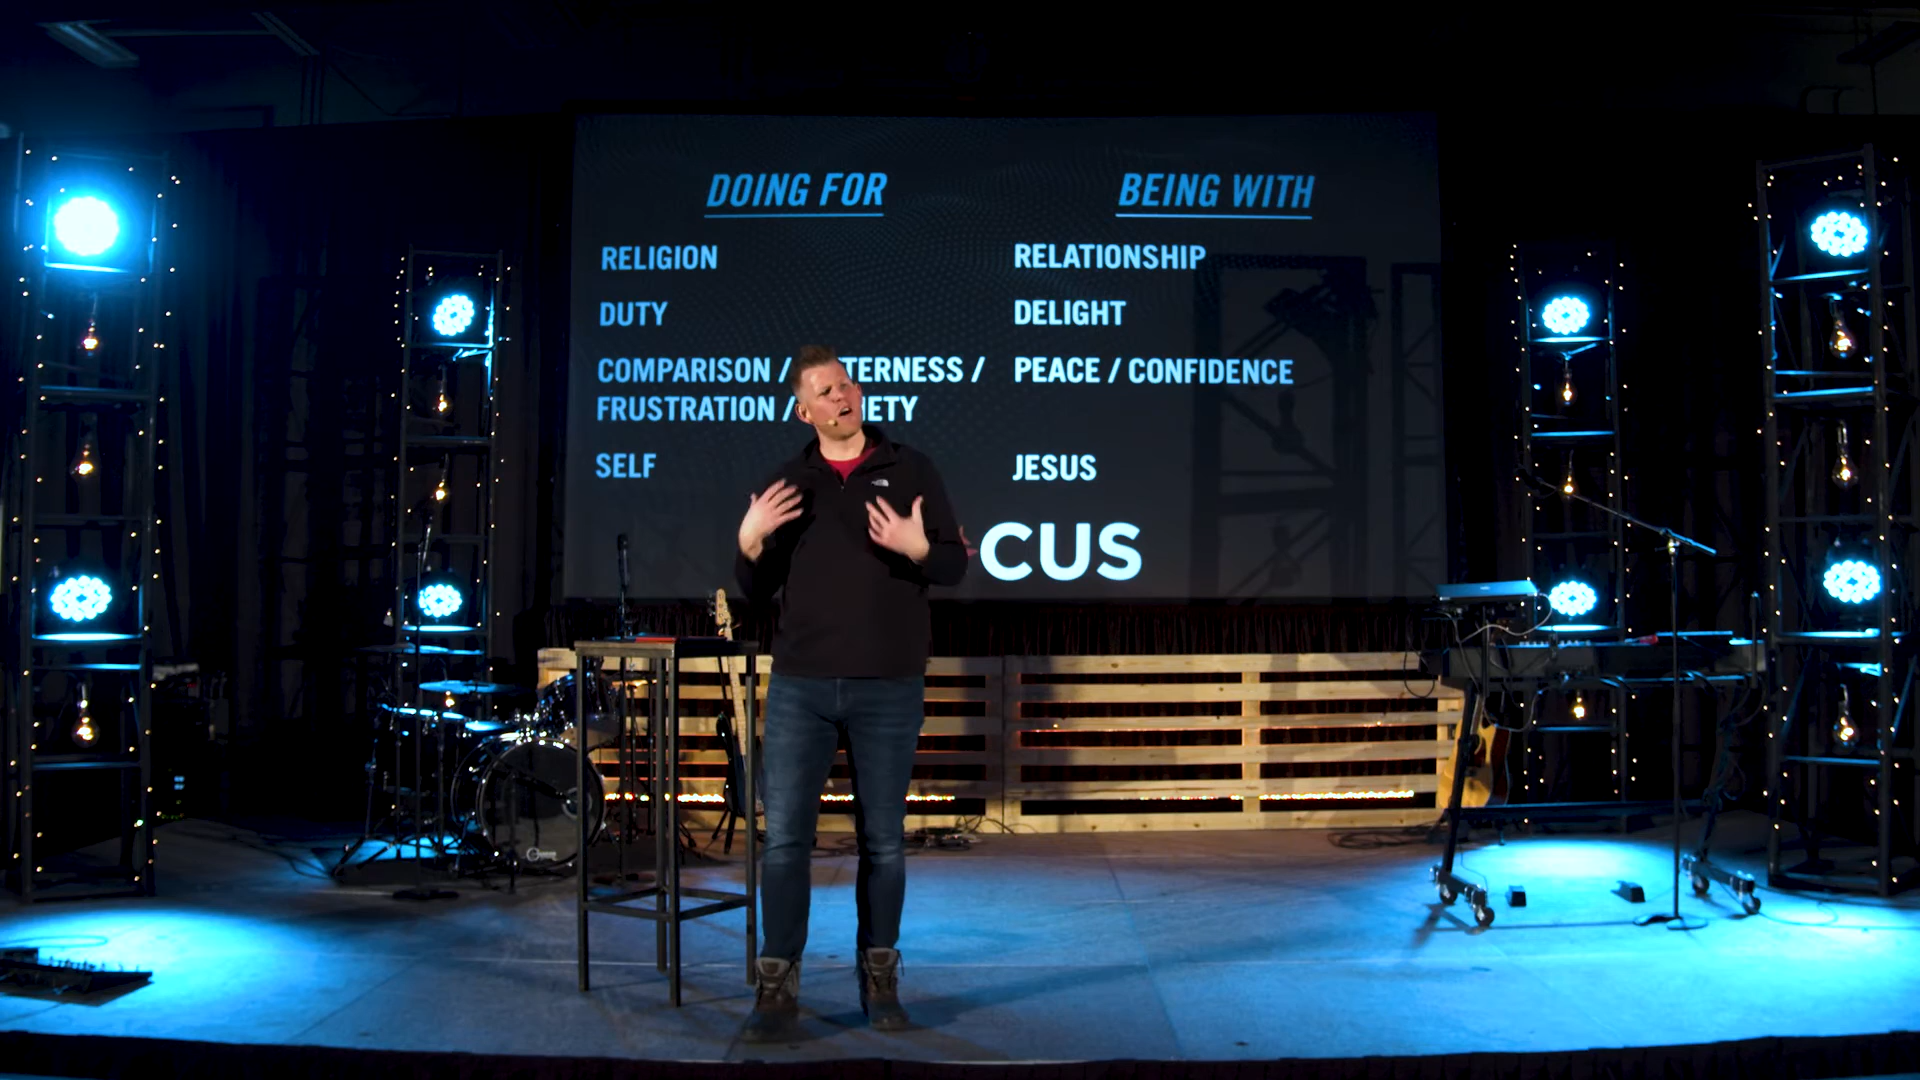 DOING FOR
BEING WITH
RELIGION
RELATIONSHIP
DUTY
DELIGHT
COMPARISON / TERNESS /
PEACE / CONFIDENCE
FRUSTRATION / IETY
SELF
JESUS
CUS